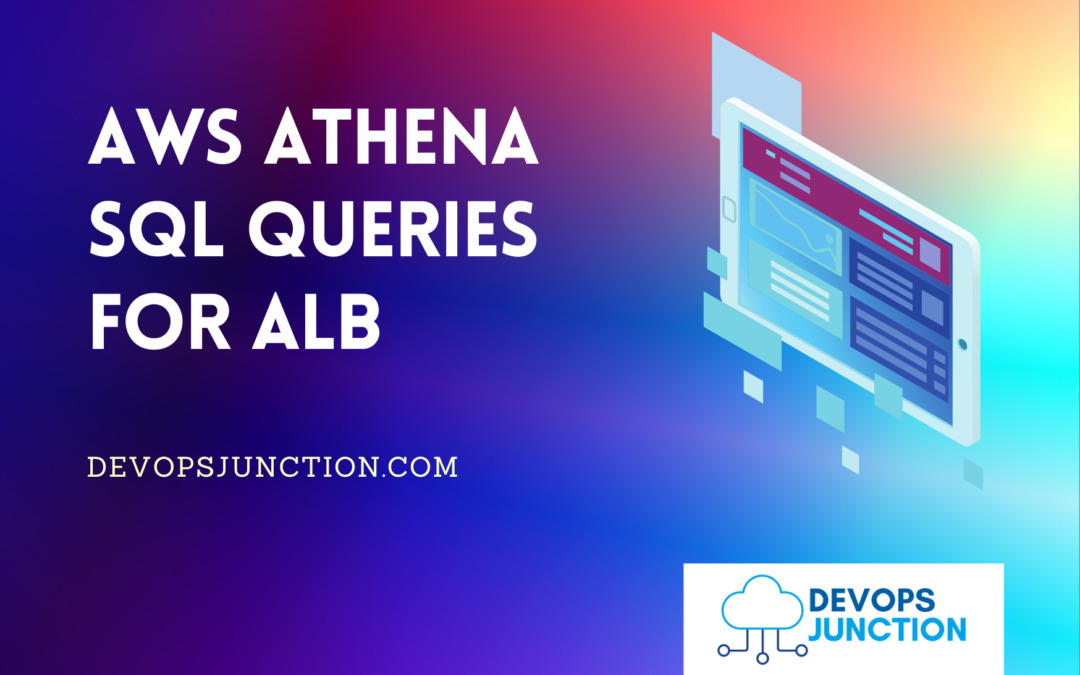 AWS ATHENA
SQL QUERIES
FOR ALB
DEVOPSJUNCTION.COM
DEVOPS
JUNCTION